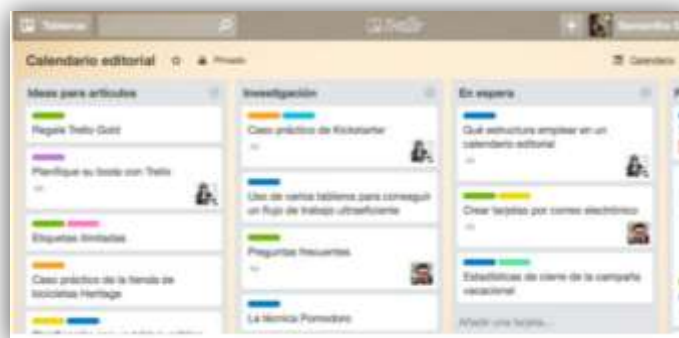 Tableros
Trello
Calendario editorial
Privado
Calendario
Ideas para artículos
Regale Trello Gold
Planifique su boda con Trello
Etiquetas ilimitadas
Caso práctico de la tienda de
bicicletas Heritage
Investigación
Caso práctico de Kickstarter
Uso de varios tableros para conseguir
un flujo de trabajo ultraeficiente
Preguntas frecuentes
La técnica Pomodoro
En espera
Qué estructura emplear en un
calendario editorial
Crear tarjetas por correo electrónico
Estadísticas de cierre de la campaña
vacacional
Añadir una tarjeta...